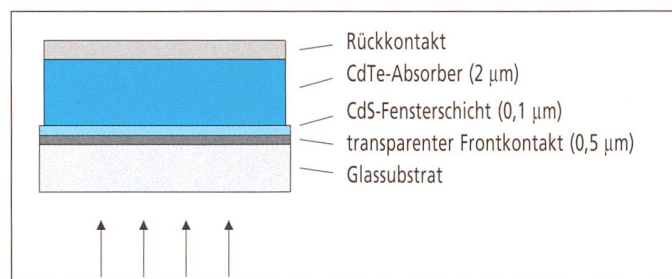 Rückkontakt
CdTe-Absorber (2 µm)
CdS-Fensterschicht (0,1 µm)
transparenter Frontkontakt (0,5 µm)
Glassubstrat